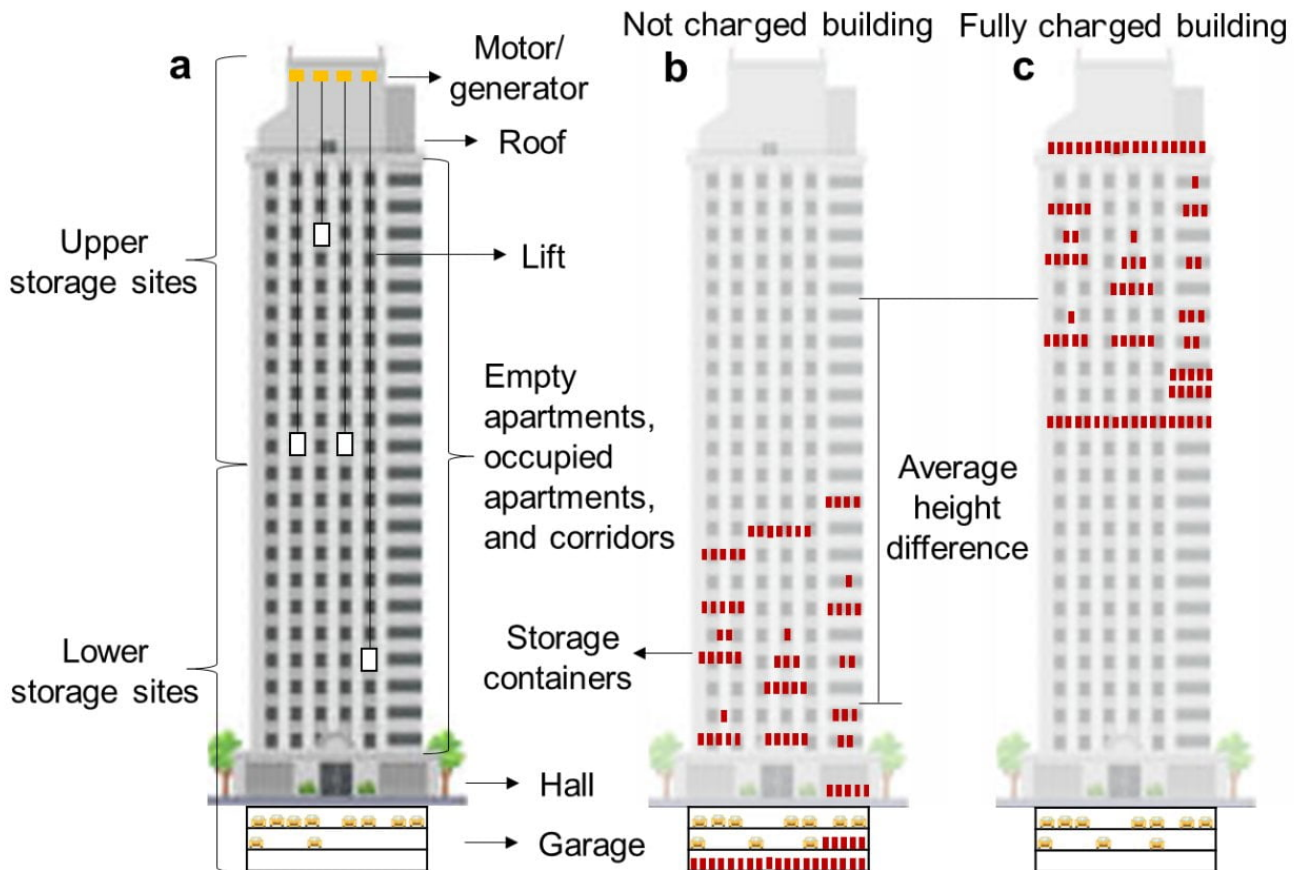 Not charged building
Fully charged building
a
b
c
Motor/
generator
Roof
Upper
storage sites
Lift
Empty
apartments,
occupied
apartments,
and corridors
Average
height
difference
Storage
containers
Lower
storage sites
Hall
Garage